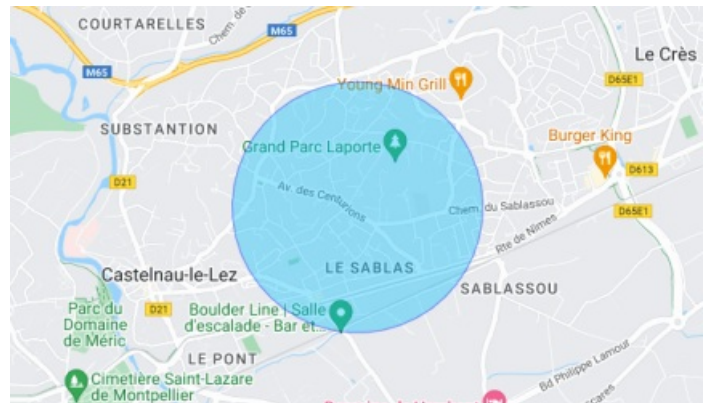 COURTARELLES
Chem. de
M65
M65
Le Crès
Young Min Grill
D65E1
SUBSTANTION
Burger King
Grand Parc Laporte
D613
D21
Av. des Centurions
Chem. du Sablassou
D65E1
Rte de Nîmes
LE SABLAS
Castelnau-le-Lez
SABLASSOU
Parc du
Domaine
de Méric
D21
Boulder Line | Salle
d'escalade - Bar et...
LE PONT
Bd Philippe Lamour
Cimetière Saint-Lazare
de Montpellier